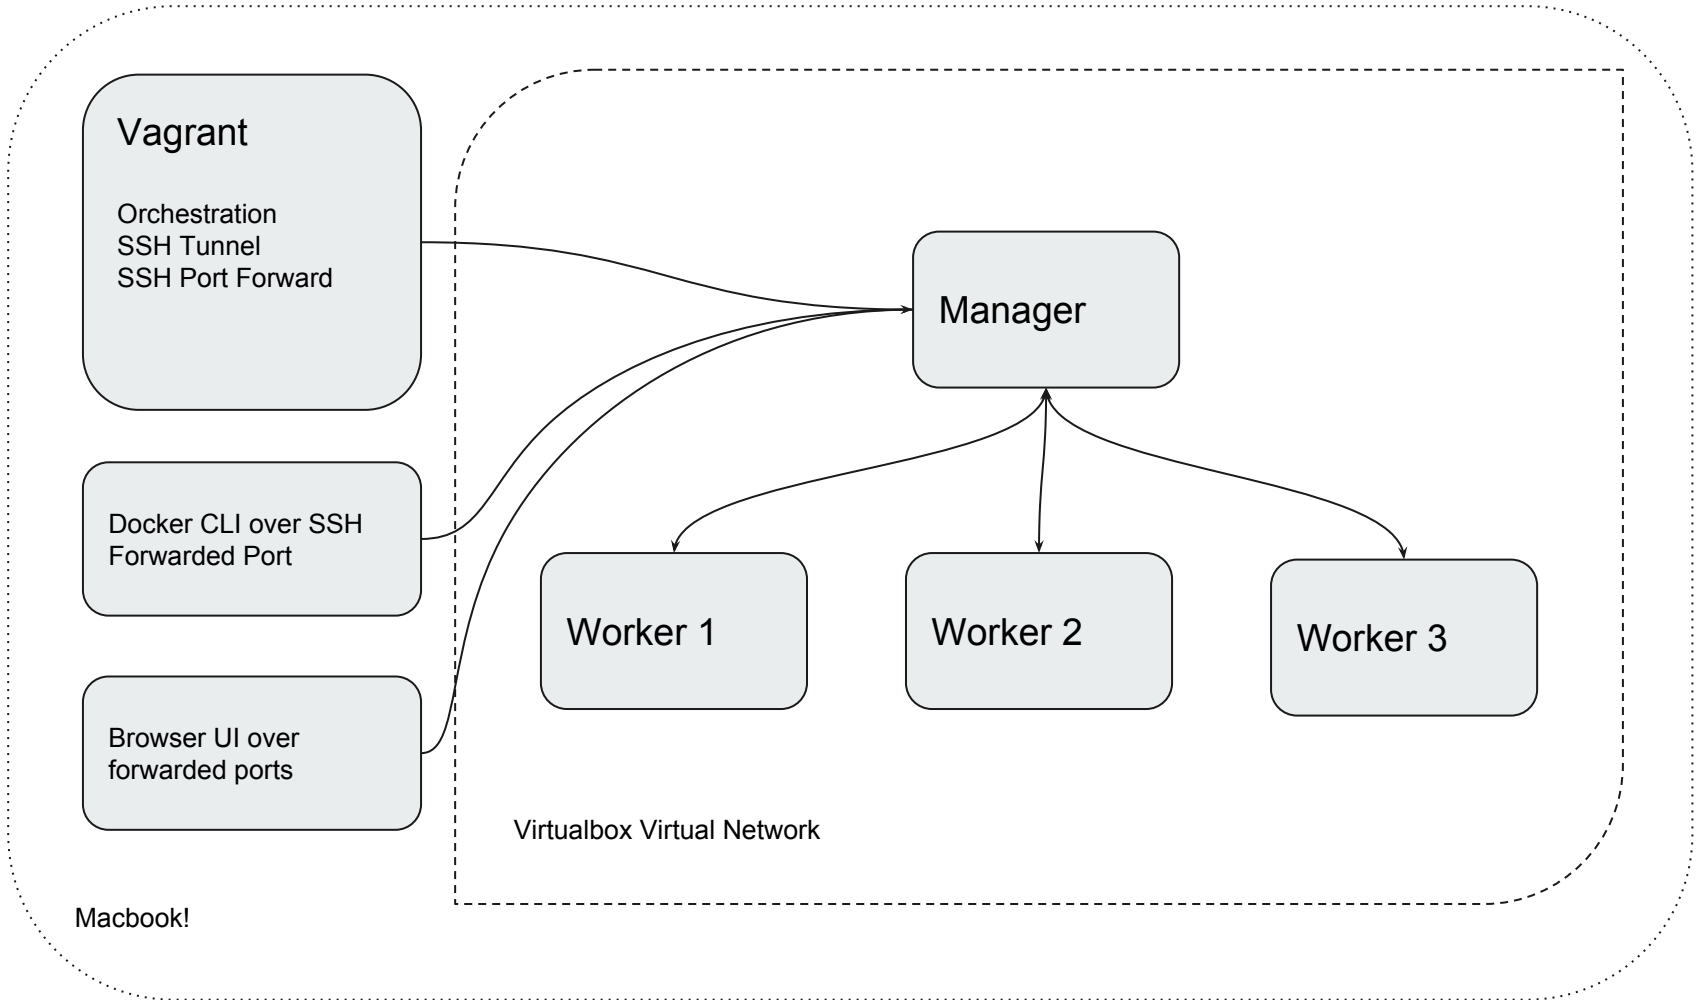 Vagrant
Orchestration
SSH Tunnel
SSH Port Forward
Manager
Docker CLI over SSH
Forwarded Port
Worker 1
Worker 2
Worker 3
Browser UI over
forwarded ports
Virtualbox Virtual Network
Macbook!